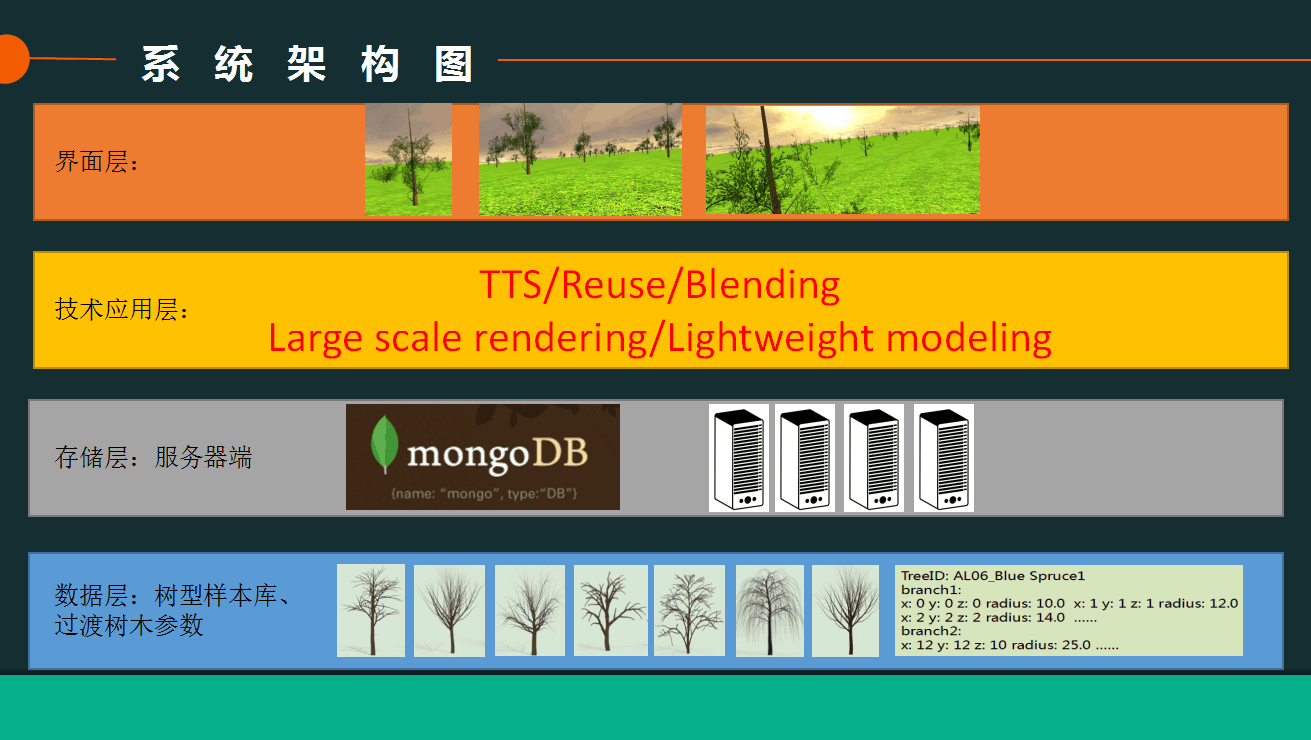 系统架构图
界面层：
技术应用层：
TTS/Reuse/Blending
Large scale rendering/Lightweight modeling
存储层：服务器端
mongoDB
{name: “mongo”, type:“DB”}
数据层：树型样本库、
过渡树木参数
TreeID: AL06_Blue Spruce1
branch1:
x: 0 y: 0 z: 0 radius: 10.0 x: 1 y: 1 z: 1 radius: 12.0
x: 2 y: 2 z: 2 radius: 14.0 ……
branch2:
x: 12 y: 12 z: 10 radius: 25.0 ……